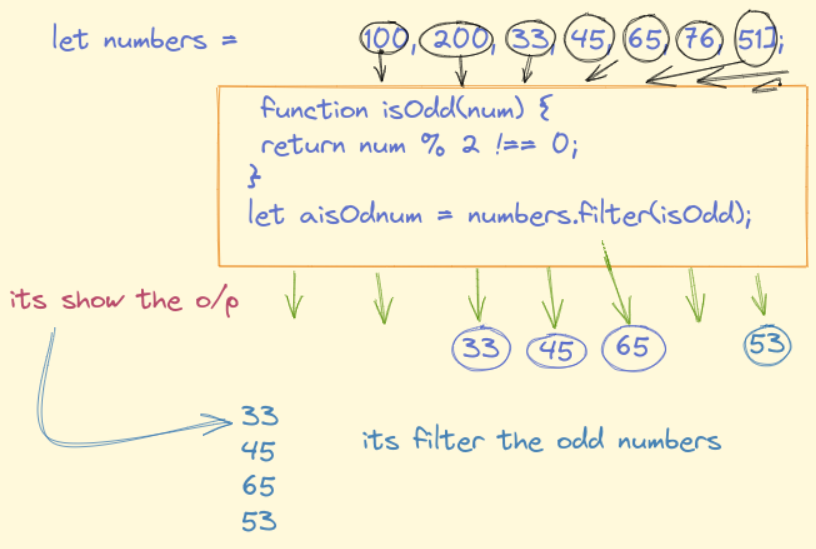 let numbers = 100, 200, 33, 45, 65, 76, 51];
function isOdd(num) {
return num % 2 !== 0;
}
let aisOdnum = numbers.filter(isOdd);
its show the o/p
33 45 65 53
33
45
65
53
its filter the odd numbers